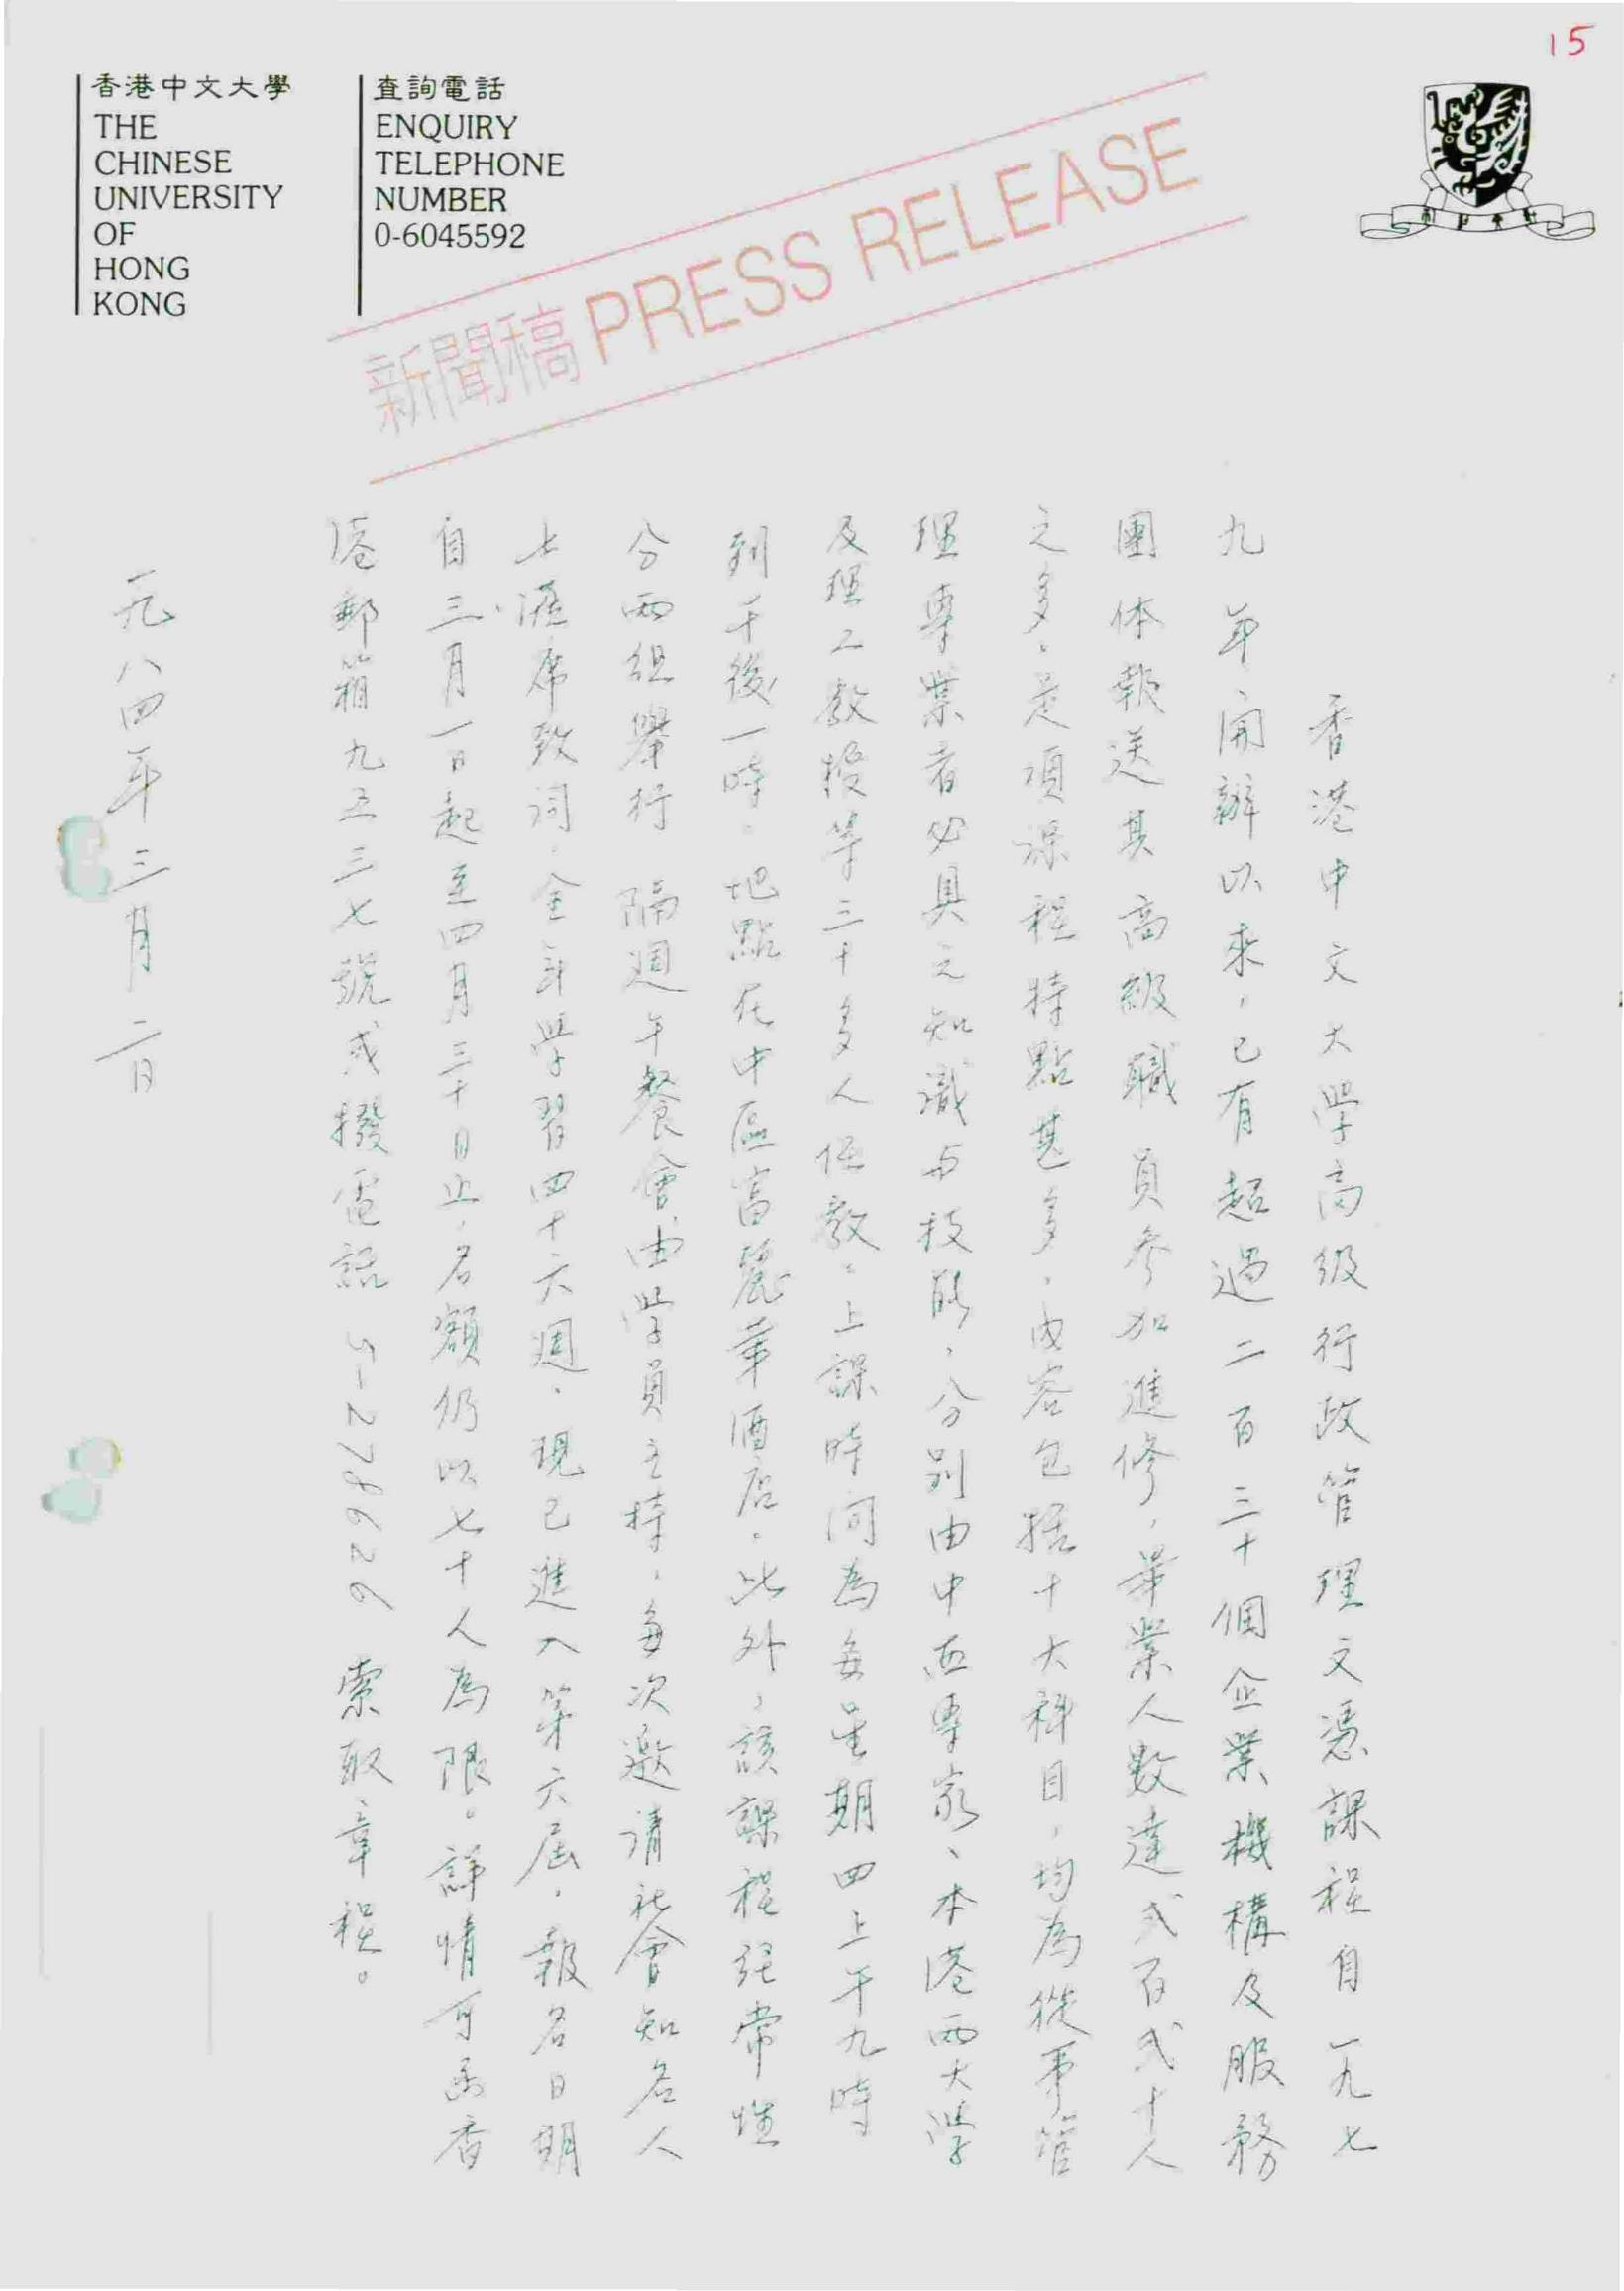 15
香港中文大學
THE
CHINESE
UNIVERSITY
OF
HONG
KONG
查詢電話
ENQUIRY
TELEPHONE
NUMBER
0-6045592
新聞稿 PRESS RELEASE
香港中文大學高级行政管理文憑課程自一九七
九年開辦以來，已有超過二百三十個企業機構及服務
團体報送其高級職員參加進修，畢業人數達弍百弍十人
之多。是項課程特點甚多，內容包括十大科目，均為從事管
理專業者必具之知識与技能，分別由中西專家、本港两大學
及理工教授等三十多人任教。上課時间為每星期四上午九時
到午後一時。地點在中區富麗華酒店。此外，該課程經常性
分两組舉行隔週午餐會，由學員主持，每次邀请社會知名人
士蒞席致词，全年學習四十六週。現已進入第六屆，報名日期
自三月一日起至四月三十日止，名額仍以七十人為限。詳情可函香
港郵箱九五三七號或撥電話 5-278626 索取章程。
一九八四年三月二日